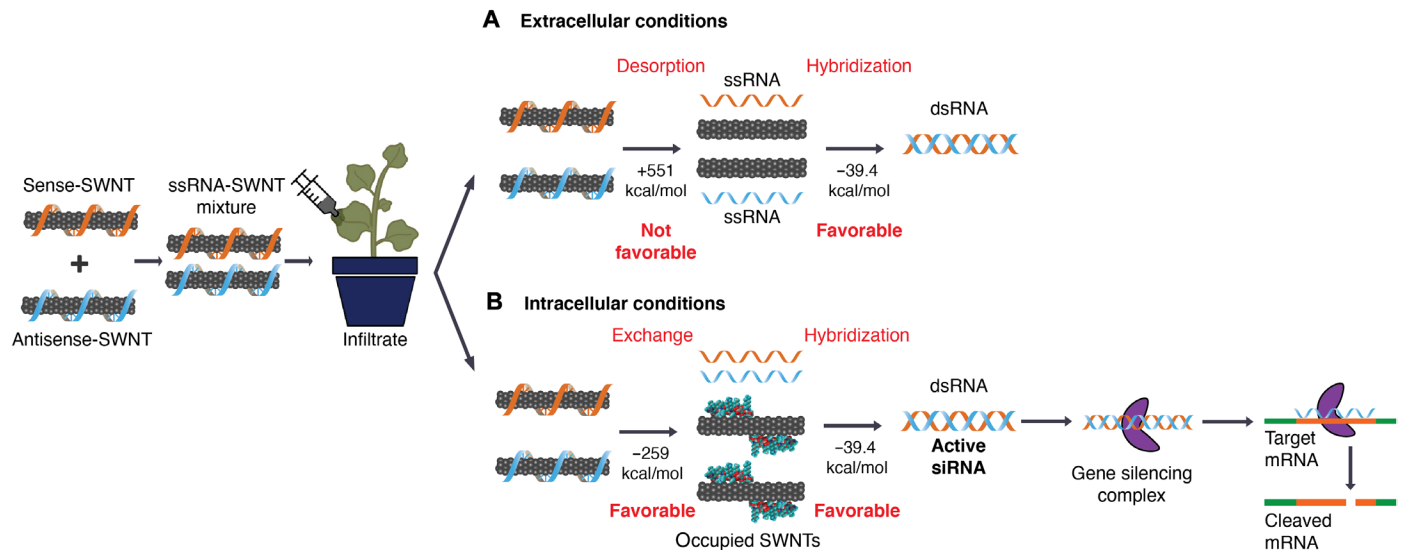 Sense-SWNT
+
Antisense-SWNT
ssRNA-SWNT
mixture
Infiltrate
A Extracellular conditions
Desorption
+551
kcal/mol
Not
favorable
ssRNA
ssRNA
Hybridization
−39.4
kcal/mol
Favorable
dsRNA
B Intracellular conditions
Exchange
−259
kcal/mol
Favorable
Occupied SWNTs
Hybridization
−39.4
kcal/mol
Favorable
dsRNA
Active
siRNA
Gene silencing
complex
Target
mRNA
Cleaved
mRNA